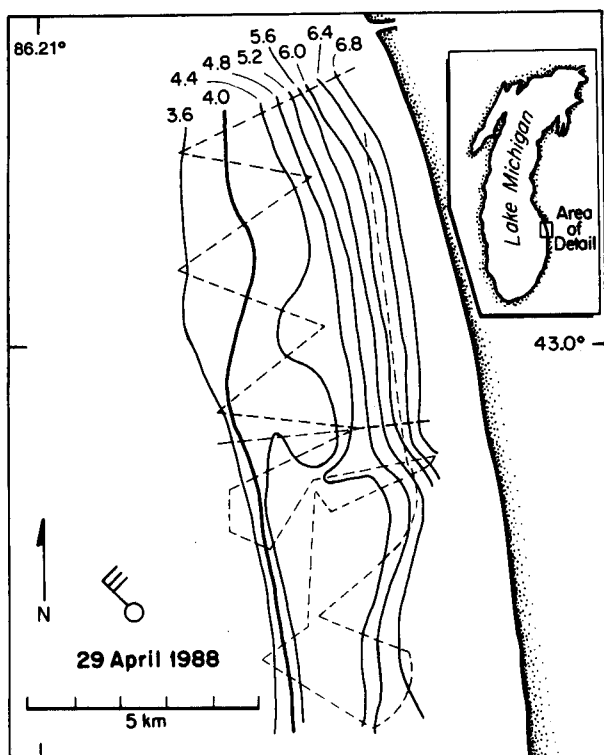 86.21°
3.6
4.0
4.4
4.8
5.2
5.6
6.0
6.4
6.8
Lake Michigan
Area
of
Detail
43.0°
N
29 April 1988
5 km